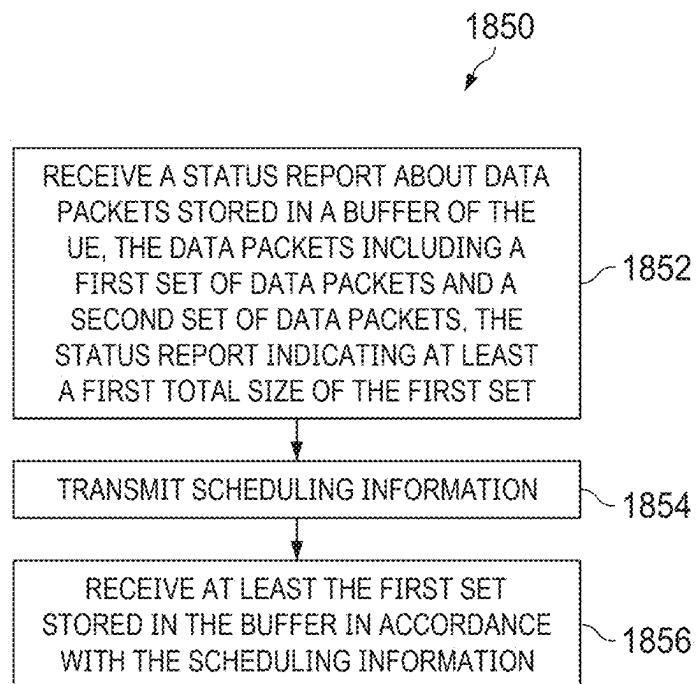 1850
RECEIVE A STATUS REPORT ABOUT DATA
PACKETS STORED IN A BUFFER OF THE
UE, THE DATA PACKETS INCLUDING A
FIRST SET OF DATA PACKETS AND A
SECOND SET OF DATA PACKETS, THE
STATUS REPORT INDICATING AT LEAST
A FIRST TOTAL SIZE OF THE FIRST SET
1852
TRANSMIT SCHEDULING INFORMATION
1854
RECEIVE AT LEAST THE FIRST SET
STORED IN THE BUFFER IN ACCORDANCE
WITH THE SCHEDULING INFORMATION
1856